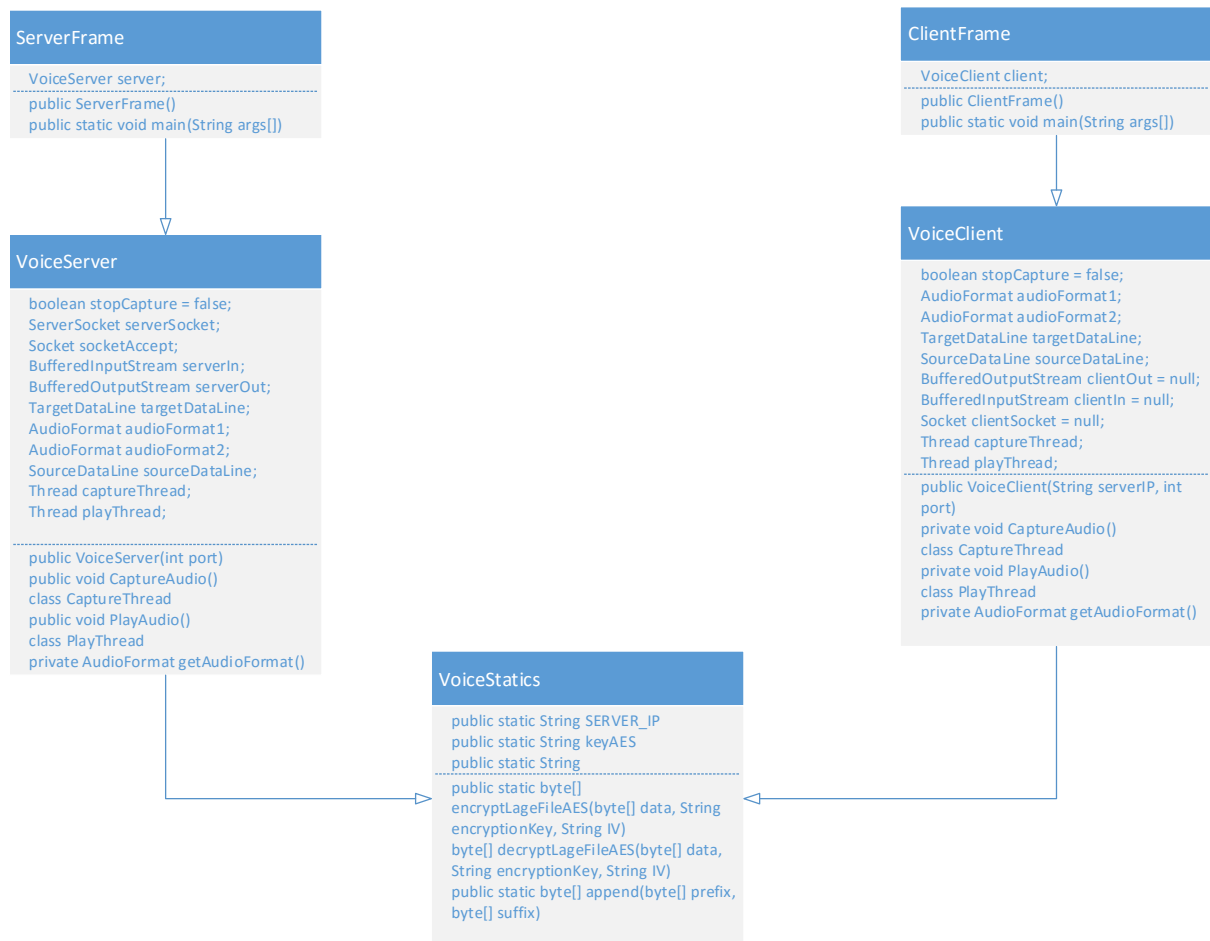 ServerFrame
VoiceServer server;
public ServerFrame()
public static void main(String args[])
ClientFrame
VoiceClient client;
public ClientFrame()
public static void main(String args[])
VoiceServer
boolean stopCapture = false;
ServerSocket serverSocket;
Socket socketAccept;
BufferedInputStream serverIn;
BufferedOutputStream serverOut;
TargetDataLine targetDataLine;
AudioFormat audioFormat1;
AudioFormat audioFormat2;
SourceDataLine sourceDataLine;
Thread captureThread;
Thread playThread;
public VoiceServer(int port)
public void CaptureAudio()
class CaptureThread
public void PlayAudio()
class PlayThread
private AudioFormat getAudioFormat()
VoiceClient
boolean stopCapture = false;
AudioFormat audioFormat1;
AudioFormat audioFormat2;
TargetDataLine targetDataLine;
SourceDataLine sourceDataLine;
BufferedOutputStream clientOut = null;
BufferedInputStream clientIn = null;
Socket clientSocket = null;
Thread captureThread;
Thread playThread;
public VoiceClient(String serverIP, int
port)
private void CaptureAudio()
class CaptureThread
private void PlayAudio()
class PlayThread
private AudioFormat getAudioFormat()
VoiceStatics
public static String SERVER_IP
public static String keyAES
public static String
public static byte[]
encryptLageFileAES(byte[] data, String
encryptionKey, String IV)
byte[] decryptLageFileAES(byte[] data,
String encryptionKey, String IV)
public static byte[] append(byte[] prefix,
byte[] suffix)